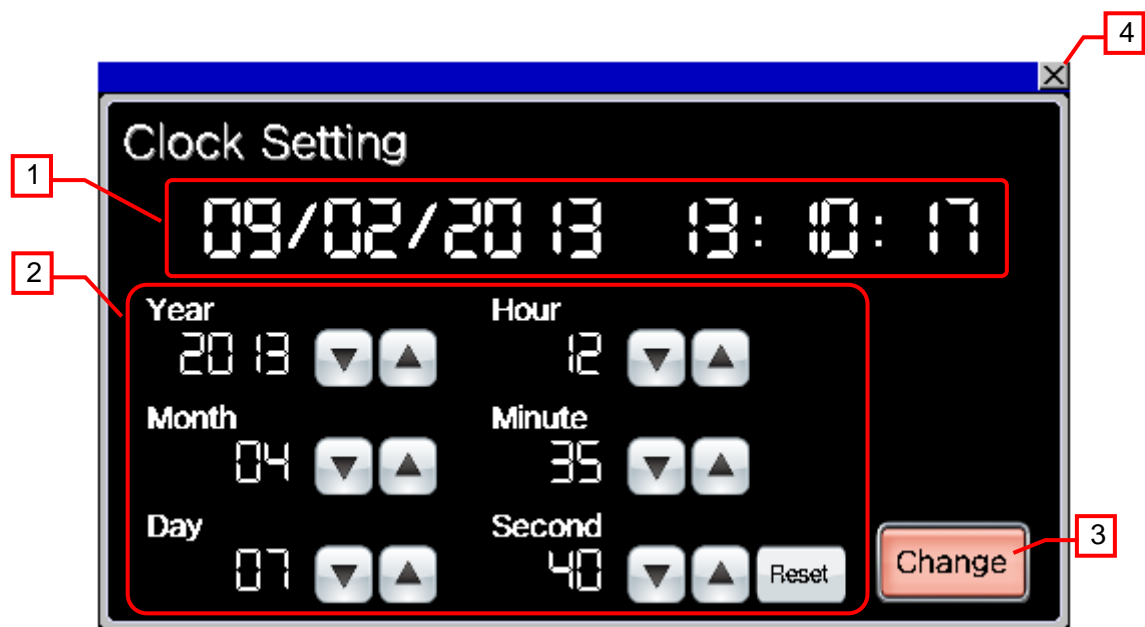 4
Clock Setting
1
09/02/2013 13:10:17
2
Year Hour
2013 12
Month Minute
04 35
Day Second
07 40 Reset
Change 3